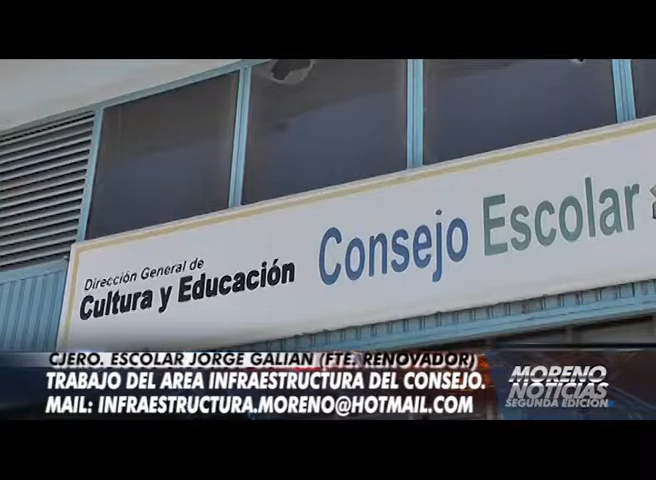 Dirección General de
Cultura y Educación
Consejo Escolar
CJERO. ESCOLAR JORGE GALIAN (FTE. RENOVADOR)
TRABAJO DEL AREA INFRAESTRUCTURA DEL CONSEJO.
MAIL: INFRAESTRUCTURA.MORENO@HOTMAIL.COM
MORENO
NOTICIAS
SEGUNDA EDICION